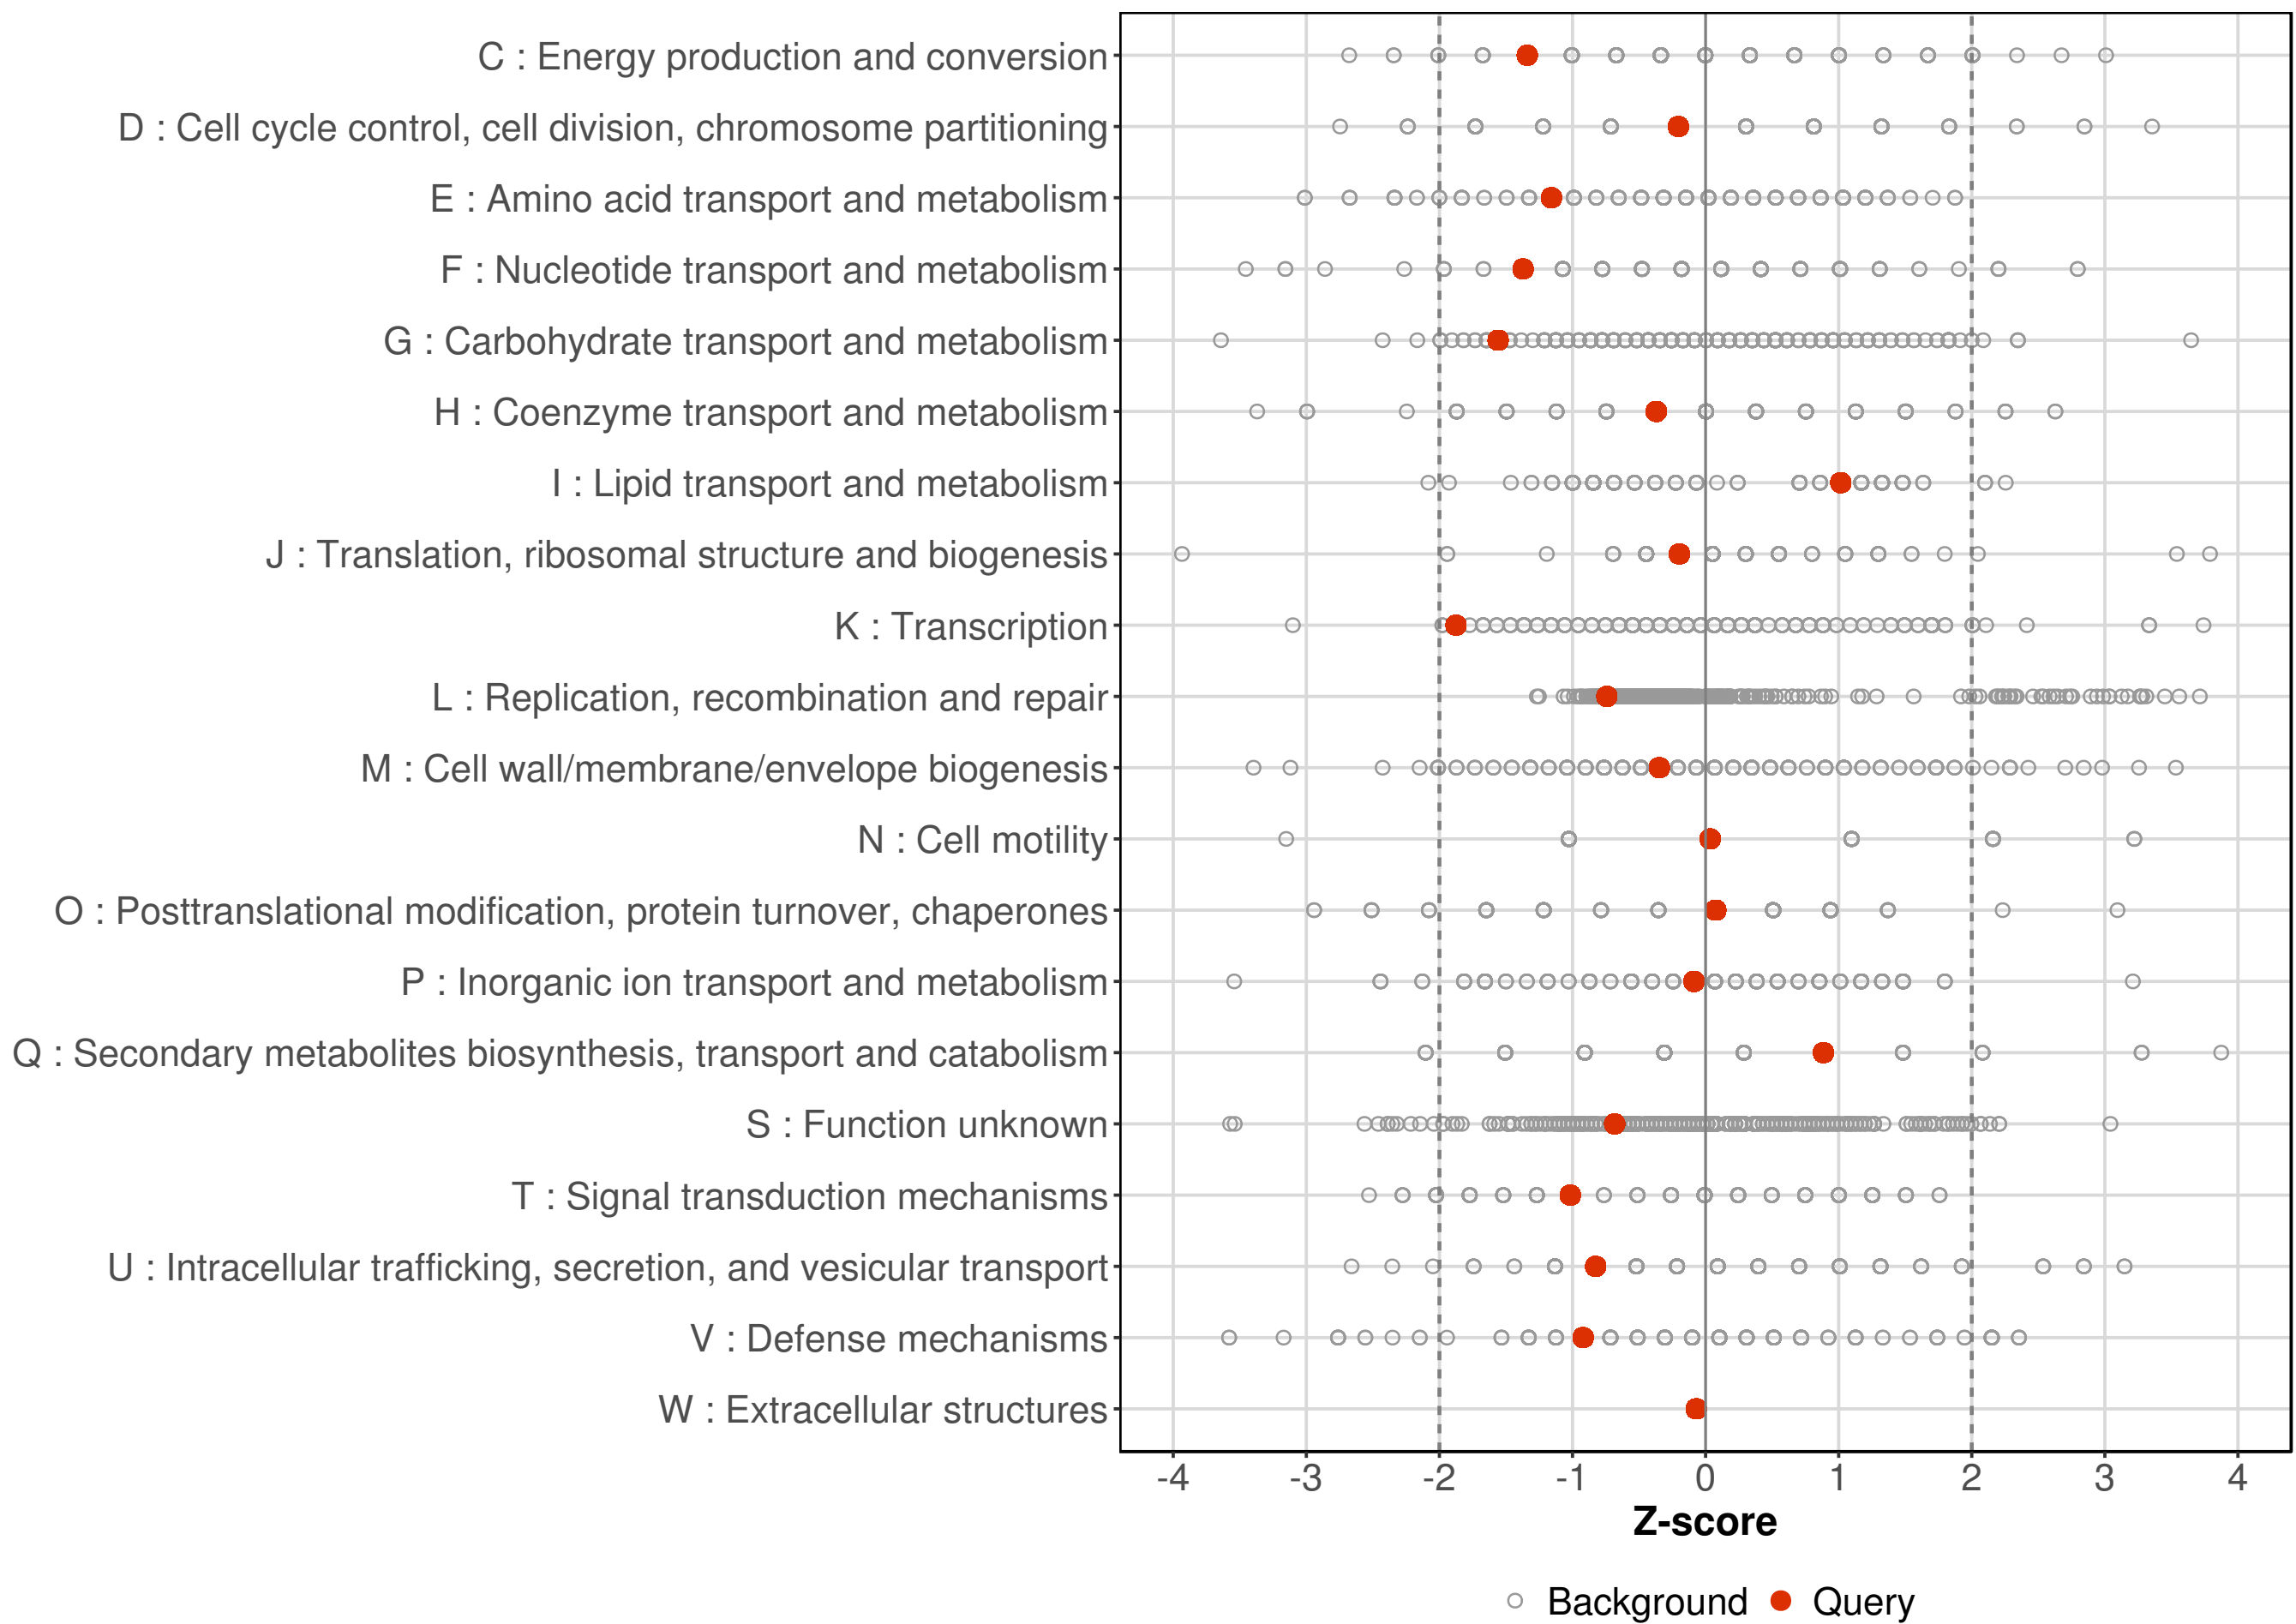 C : Energy production and conversion
D : Cell cycle control, cell division, chromosome partitioning
E : Amino acid transport and metabolism
F : Nucleotide transport and metabolism
G : Carbohydrate transport and metabolism
H : Coenzyme transport and metabolism
I : Lipid transport and metabolism
J : Translation, ribosomal structure and biogenesis
K : Transcription
L : Replication, recombination and repair
M : Cell wall/membrane/envelope biogenesis
N : Cell motility
O : Posttranslational modification, protein turnover, chaperones
P : Inorganic ion transport and metabolism
Q : Secondary metabolites biosynthesis, transport and catabolism
S : Function unknown
T : Signal transduction mechanisms
U : Intracellular trafficking, secretion, and vesicular transport
V : Defense mechanisms
W : Extracellular structures
-4 -3 -2 -1 0 1 2 3 4
Z-score
Background Query